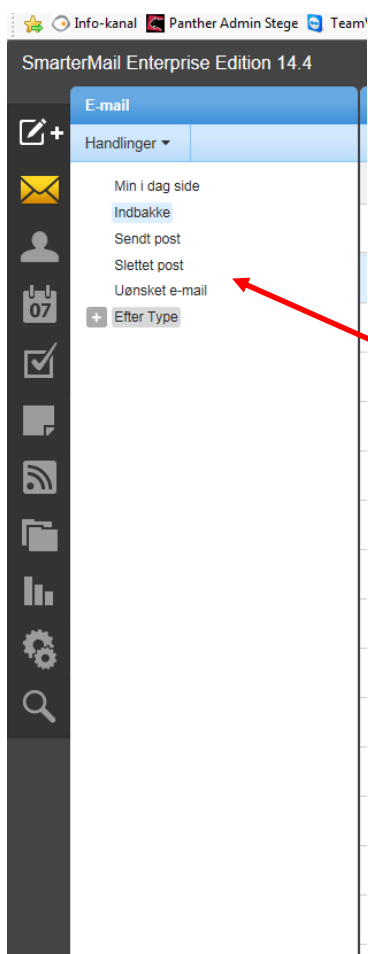 Info-kanal Panther Admin Stege Team
SmarterMail Enterprise Edition 14.4
E-mail
Handlinger
Min i dag side
Indbakke
Sendt post
Slettet post
Uønsket e-mail
Efter Type
07